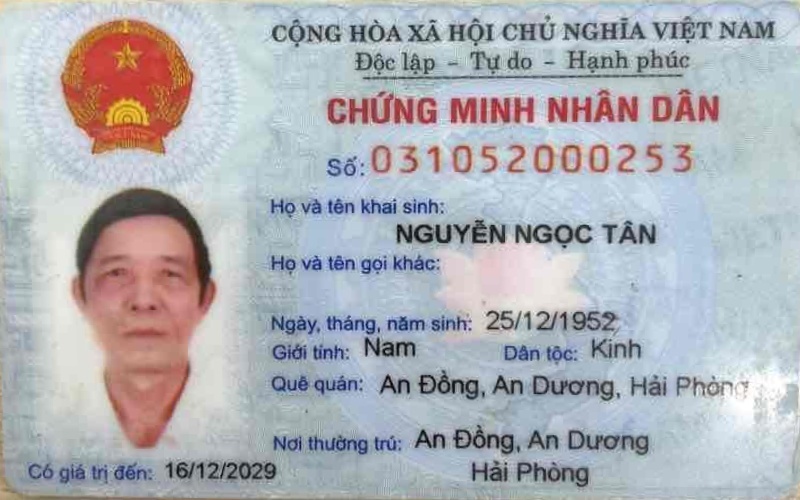 CỘNG HÒA XÃ HỘI CHỦ NGHĨA VIỆT NAM
Độc lập - Tự do - Hạnh phúc
CHỨNG MINH NHÂN DÂN
Số: 031052000253
Họ và tên khai sinh:
NGUYỄN NGỌC TÂN
Họ và tên gọi khác:
Ngày, tháng, năm sinh: 25/12/1952
Giới tính: Nam Dân tộc: Kinh
Quê quán: An Đồng, An Dương, Hải Phòng
Nơi thường trú: An Đồng, An Dương
Hải Phòng
Có giá trị đến: 16/12/2029